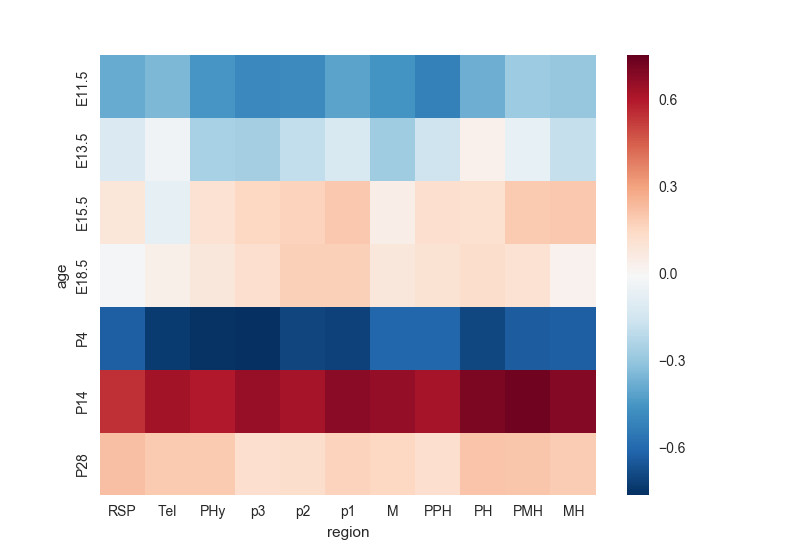 age
E11.5
E13.5
E15.5
E18.5
P4
P14
P28
RSP Tel PHy p3 p2 p1 M PPH PH PMH MH
region
0.6
0.3
0.0
−0.3
−0.6